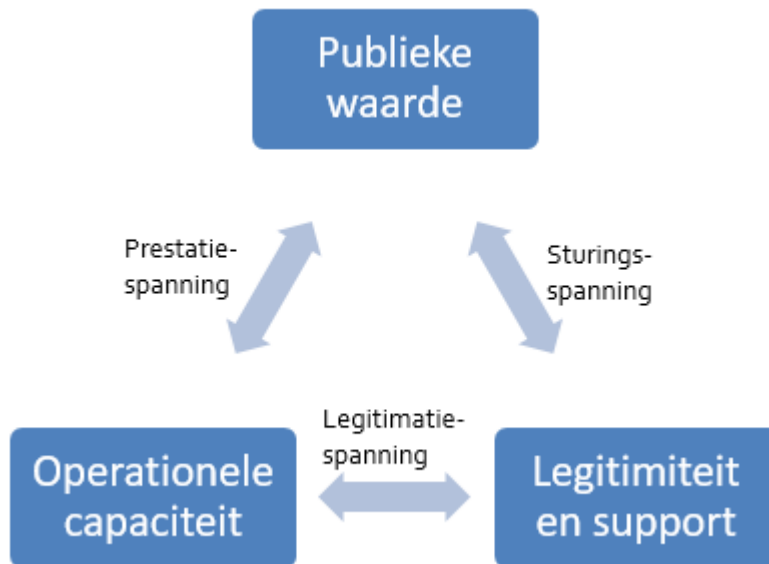 Publieke
waarde
Prestatie-
spanning
Sturings-
spanning
Legitimatie-
spanning
Operationele
capaciteit
Legitimiteit
en support